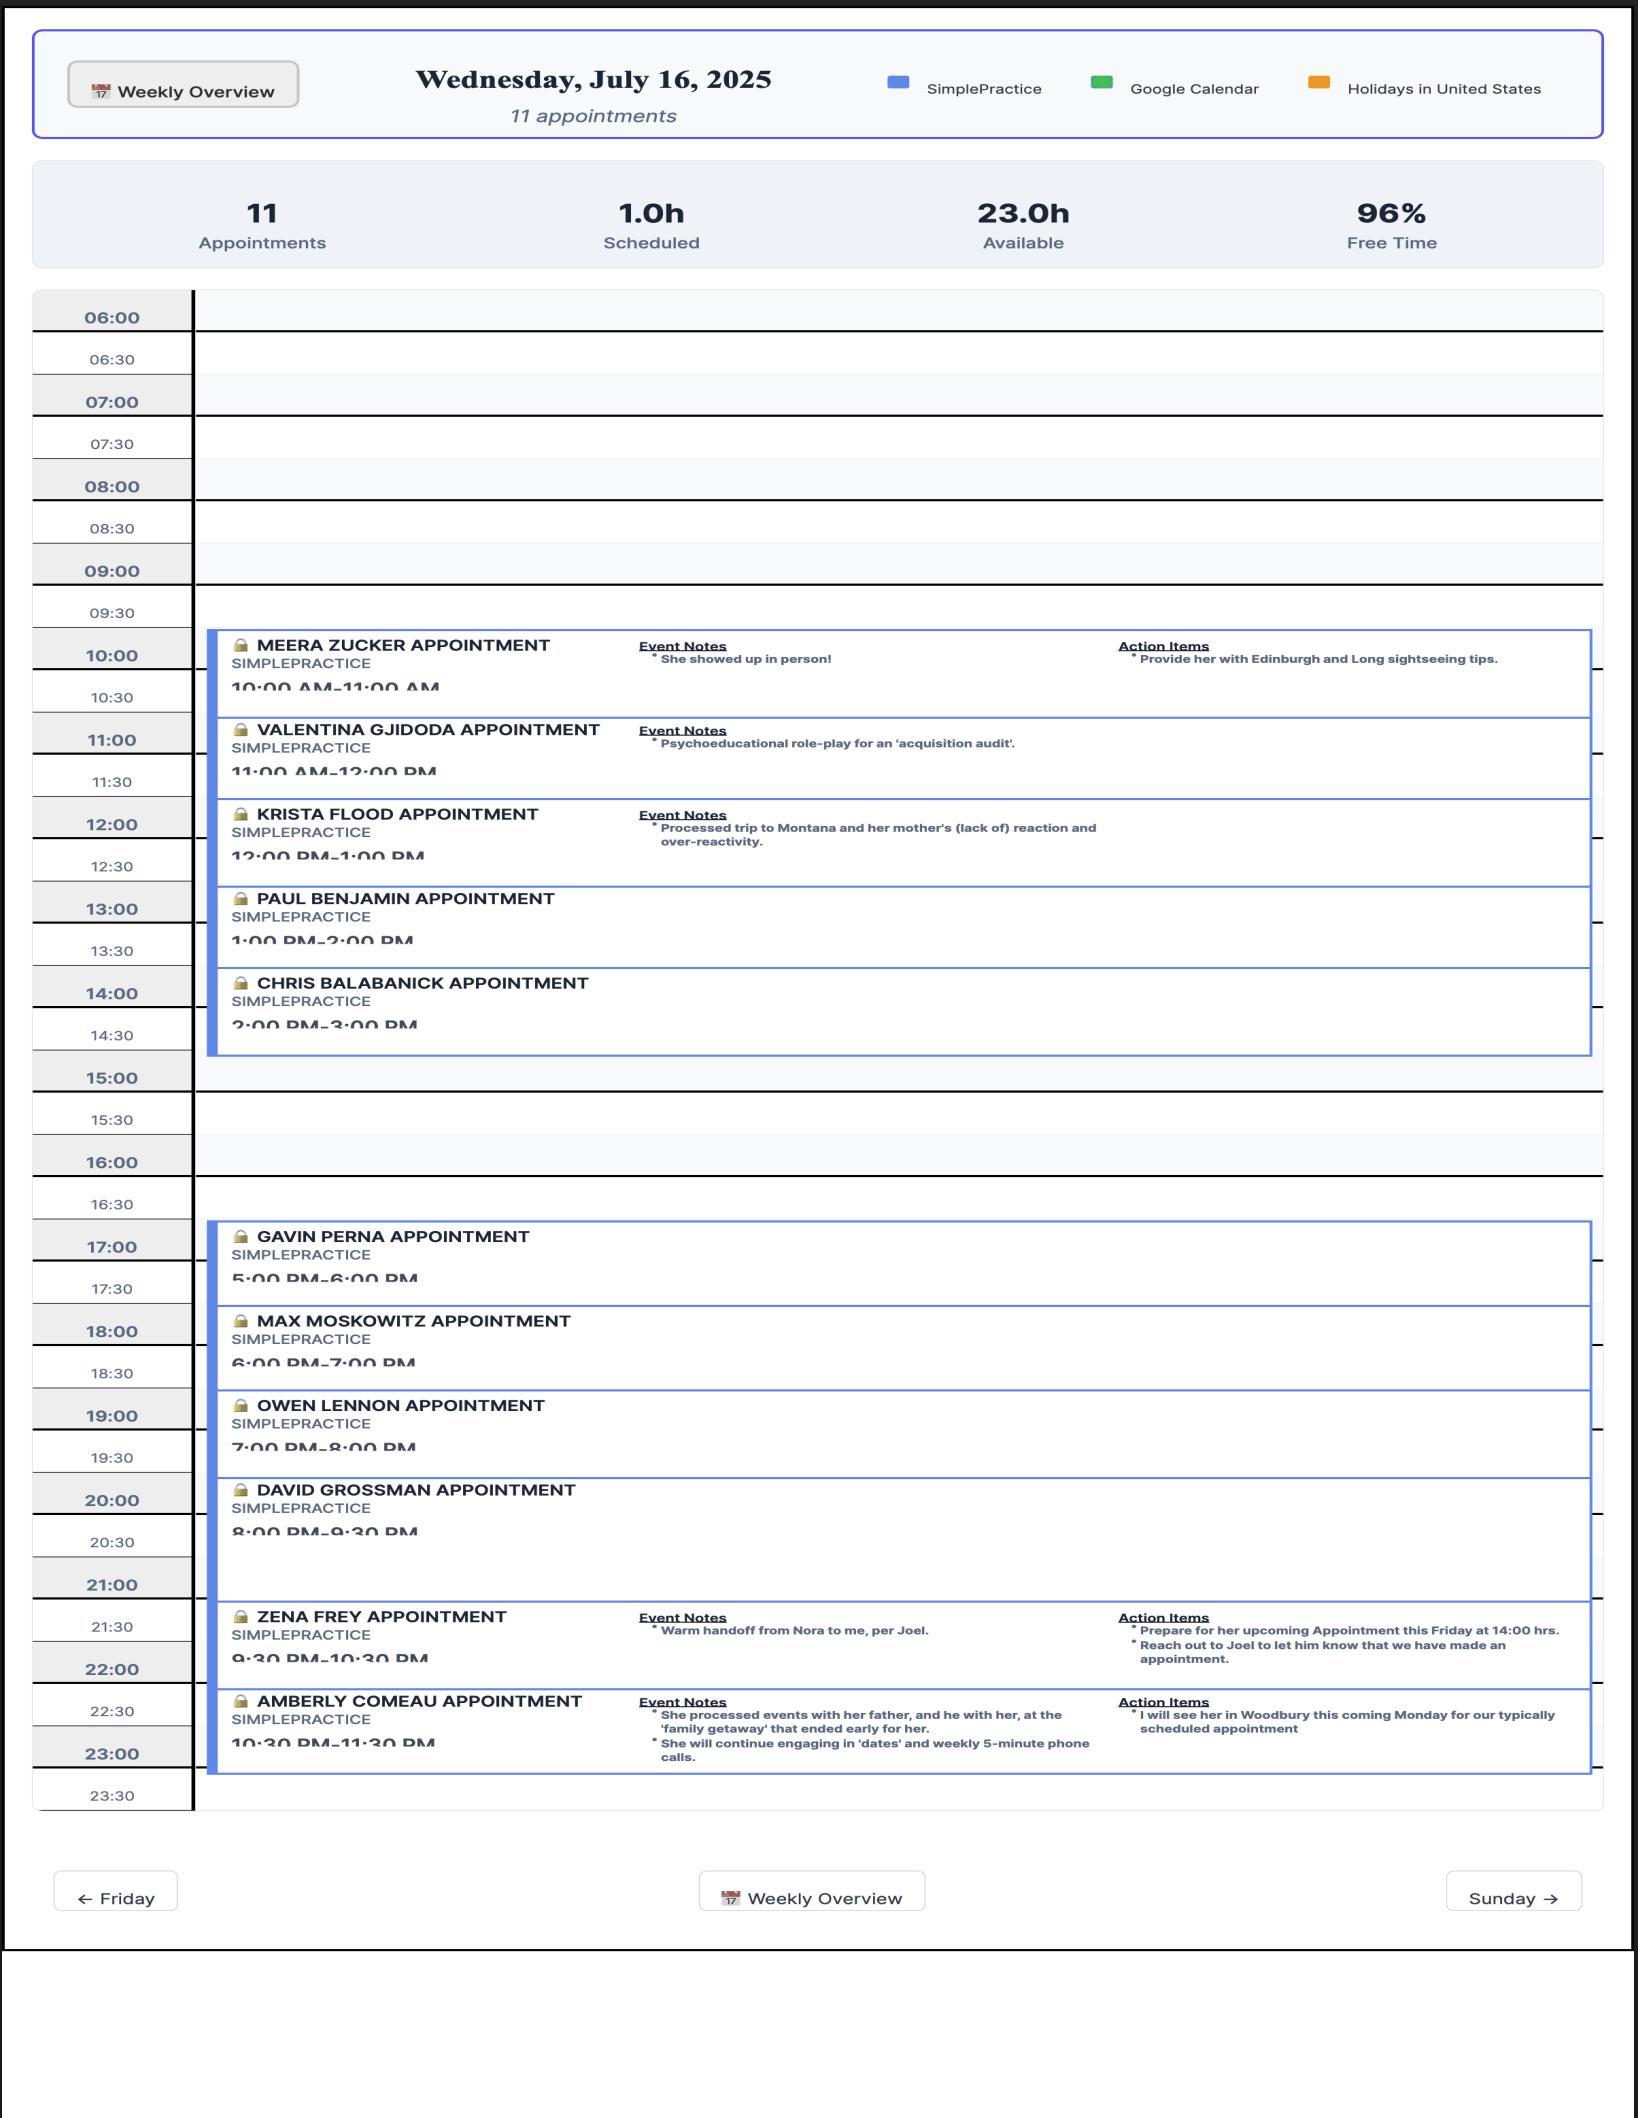 📅 Weekly Overview
Wednesday, July 16, 2025
11 appointments
SimplePractice
Google Calendar
Holidays in United States
11
Appointments
1.0h
Scheduled
23.0h
Available
96%
Free Time
06:00
06:30
07:00
07:30
08:00
08:30
09:00
09:30
10:00
🔒 MEERA ZUCKER APPOINTMENT
SIMPLEPRACTICE
10:00 AM-11:00 AM
Event Notes
• She showed up in person!
Action Items
• Provide her with Edinburgh and Long sightseeing tips.
10:30
11:00
🔒 VALENTINA GJIDODA APPOINTMENT
SIMPLEPRACTICE
11:00 AM-12:00 PM
Event Notes
• Psychoeducational role-play for an 'acquisition audit'.
11:30
12:00
🔒 KRISTA FLOOD APPOINTMENT
SIMPLEPRACTICE
12:00 PM-1:00 PM
Event Notes
• Processed trip to Montana and her mother's (lack of) reaction and
over-reactivity.
12:30
13:00
🔒 PAUL BENJAMIN APPOINTMENT
SIMPLEPRACTICE
1:00 PM-2:00 PM
13:30
14:00
🔒 CHRIS BALABANICK APPOINTMENT
SIMPLEPRACTICE
2:00 PM-3:00 PM
14:30
15:00
15:30
16:00
16:30
17:00
🔒 GAVIN PERNA APPOINTMENT
SIMPLEPRACTICE
5:00 PM-6:00 PM
17:30
18:00
🔒 MAX MOSKOWITZ APPOINTMENT
SIMPLEPRACTICE
6:00 PM-7:00 PM
18:30
19:00
🔒 OWEN LENNON APPOINTMENT
SIMPLEPRACTICE
7:00 PM-8:00 PM
19:30
20:00
🔒 DAVID GROSSMAN APPOINTMENT
SIMPLEPRACTICE
8:00 PM-9:30 PM
20:30
21:00
21:30
🔒 ZENA FREY APPOINTMENT
SIMPLEPRACTICE
9:30 PM-10:30 PM
Event Notes
• Warm handoff from Nora to me, per Joel.
Action Items
• Prepare for her upcoming Appointment this Friday at 14:00 hrs.
• Reach out to Joel to let him know that we have made an
appointment.
22:00
22:30
🔒 AMBERLY COMEAU APPOINTMENT
SIMPLEPRACTICE
10:30 PM-11:30 PM
Event Notes
• She processed events with her father, and he with her, at the
'family getaway' that ended early for her.
• She will continue engaging in 'dates' and weekly 5-minute phone
calls.
Action Items
• I will see her in Woodbury this coming Monday for our typically
scheduled appointment
23:00
23:30
← Friday
📅 Weekly Overview
Sunday →